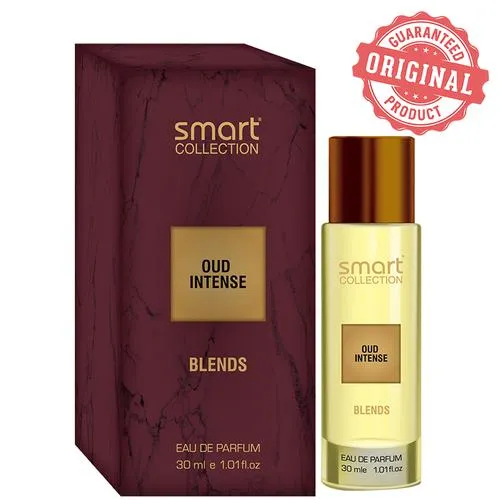 smart®
COLLECTION
OUD
INTENSE
BLENDS
EAU DE PARFUM
30 ml e 1.01fl.oz
GUARANTEED
ORIGINAL
PRODUCT
smart®
COLLECTION
OUD
INTENSE
BLENDS
EAU DE PARFUM
30 mle 1.01fl.oz